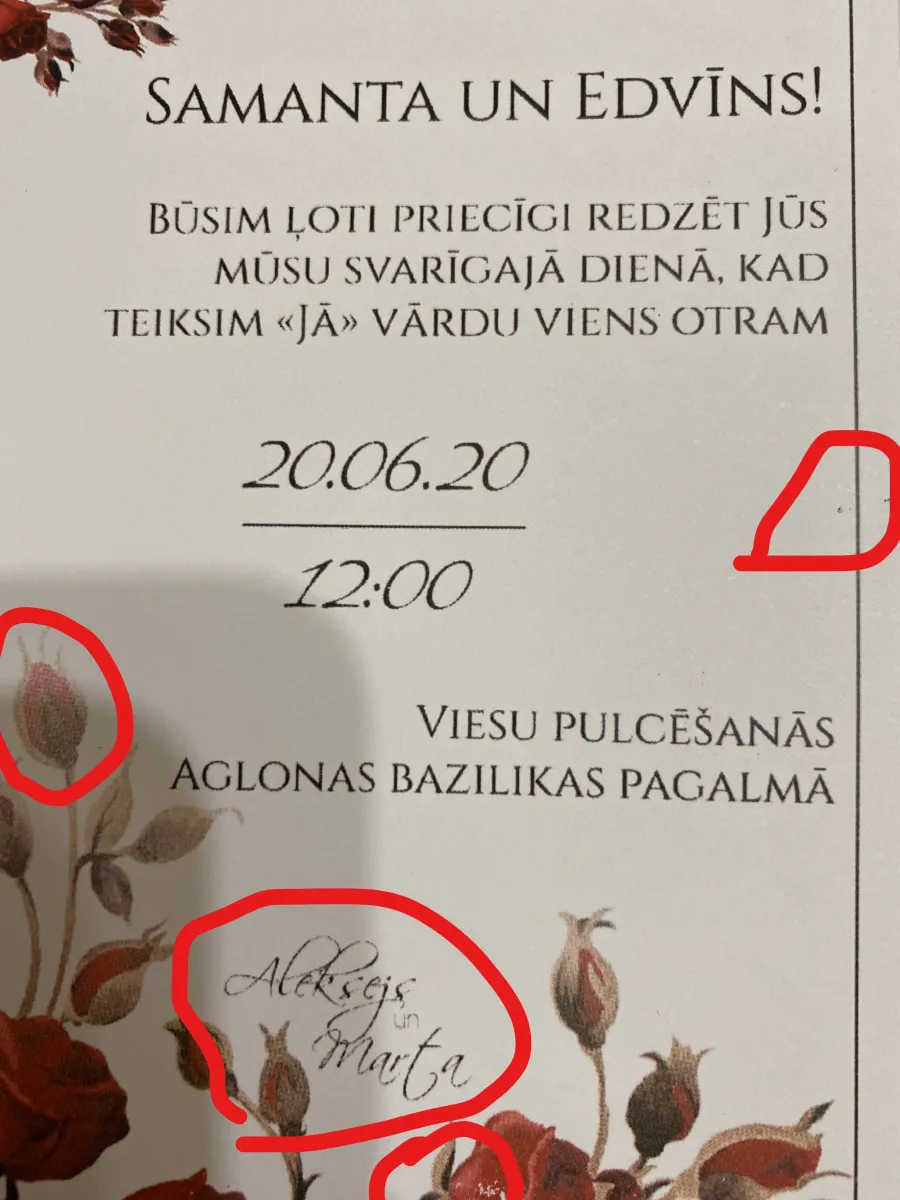 SAMANTA UN EDVĪNS!
BŪSIM ĻOTI PRIECĪGI REDZĒT JŪS
MŪSU SVARĪGAJĀ DIENĀ, KAD
TEIKSIM «JĀ» VĀRDU VIENS OTRAM
20.06.20
12:00
VIESU PULCĒŠANĀS
AGLONAS BAZILIKAS PAGALMĀ
Aleksejs
un
Marta